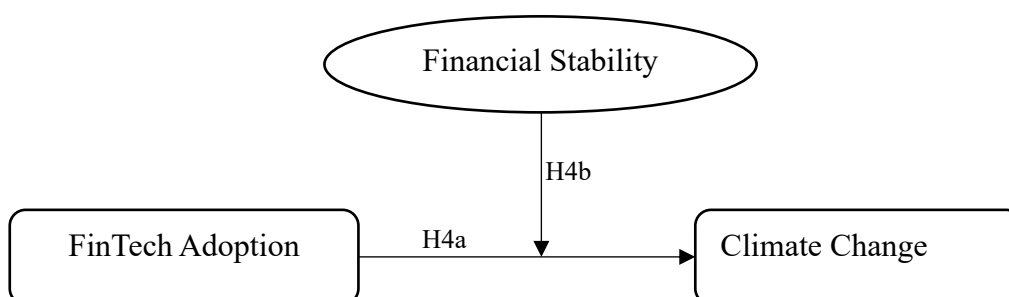 Financial Stability
H4b
FinTech Adoption
H4a
Climate Change